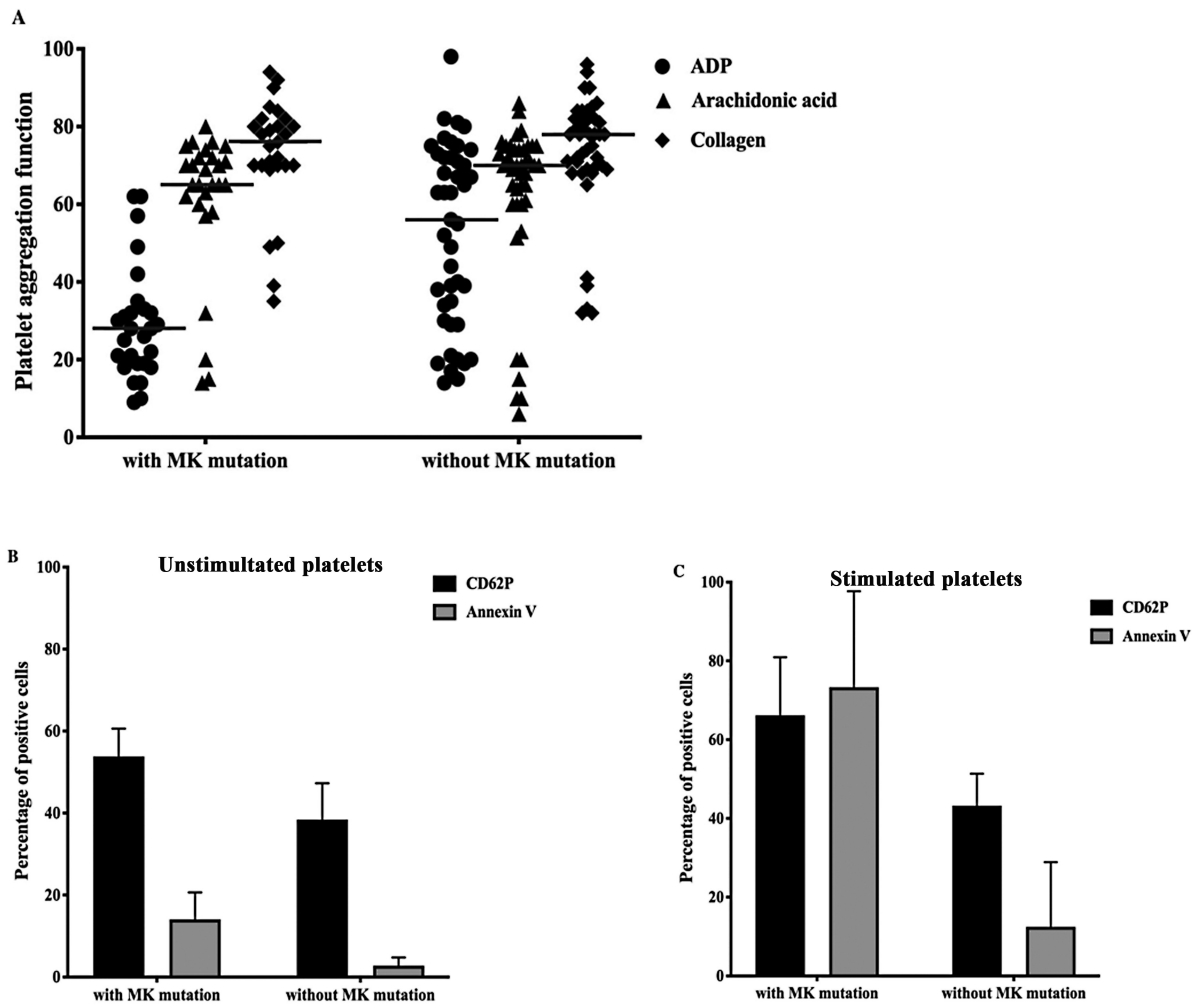 A
Platelet aggregation function
100
80
60
40
20
0
with MK mutation
without MK mutation
ADP
Arachidonic acid
Collagen
B
Unstimultated platelets
Percentage of positive cells
100
80
60
40
20
0
CD62P
Annexin V
with MK mutation
without MK mutation
C
Stimulated platelets
Percentage of positive cells
100
80
60
40
20
0
CD62P
Annexin V
with MK mutation
without MK mutation